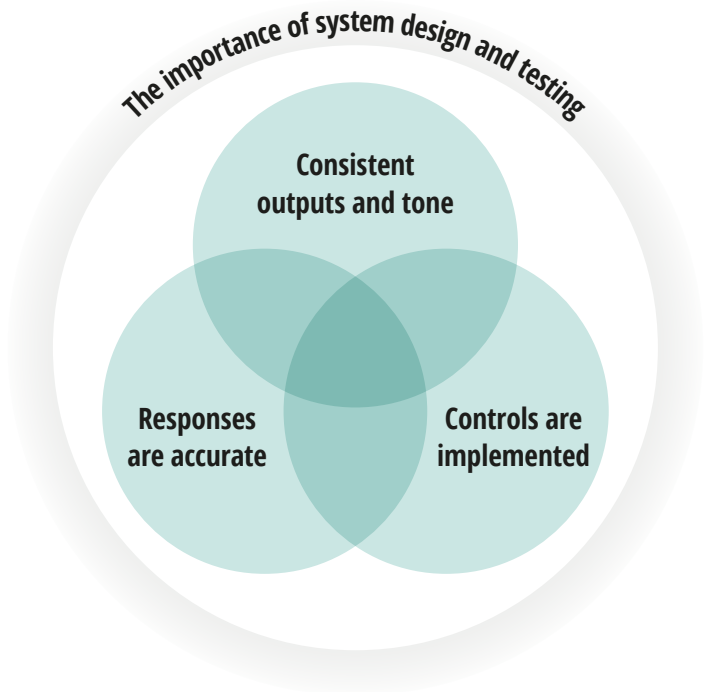 The importance of system design and testing
Consistent
outputs and tone
Responses
are accurate
Controls are
implemented